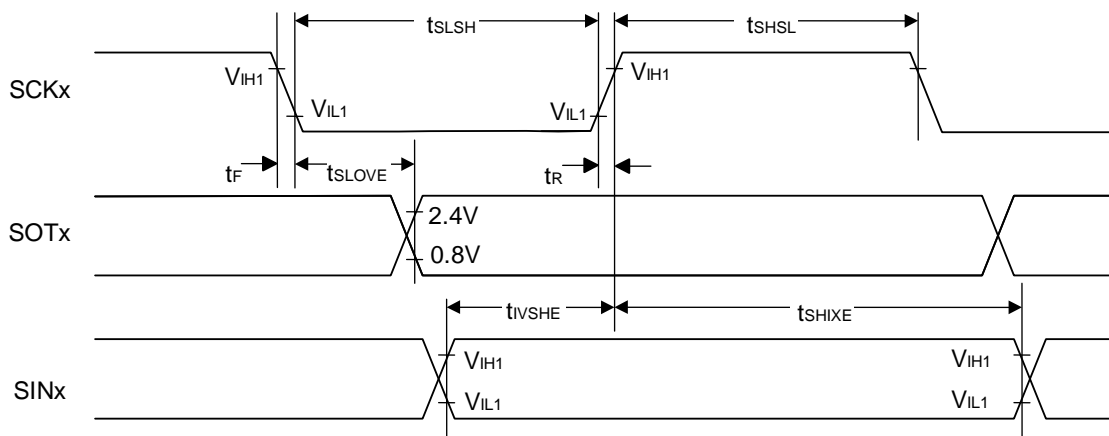 tSLSH
tSHSL
SCKx
VIH1
VIL1
VIL1
VIH1
tF
tSLOVE
tR
SOTx
2.4V
0.8V
tIVSHE
tSHIXE
SINx
VIH1
VIH1
VIL1
VIL1